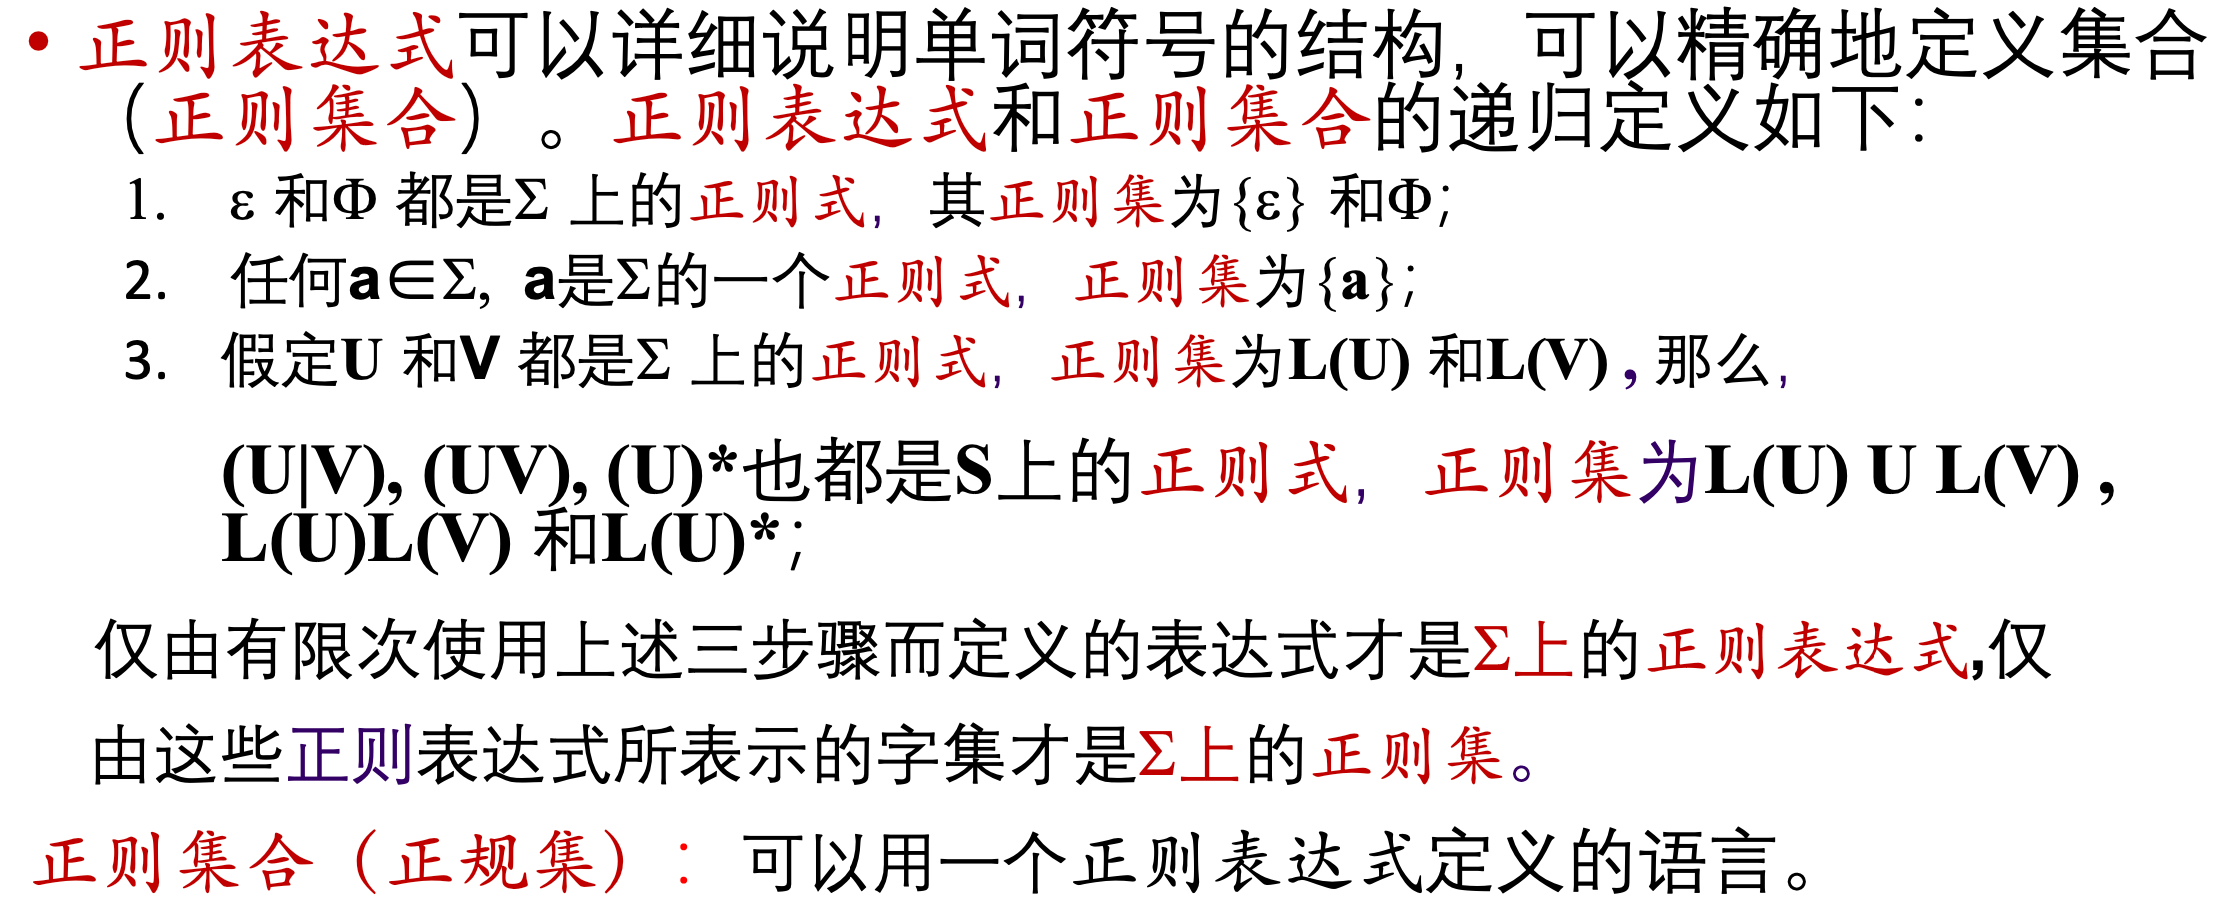 • 正则表达式可以详细说明单词符号的结构，可以精确地定义集合
（正则集合）。正则表达式和正则集合的递归定义如下：
1. ε 和Φ 都是Σ 上的正则式，其正则集为{ε} 和Φ；
2. 任何a∈Σ, a是Σ的一个正则式，正则集为{a}；
3. 假定U 和V 都是Σ 上的正则式，正则集为L(U) 和L(V) , 那么，
(U|V), (UV), (U)*也都是S上的正则式，正则集为L(U) U L(V) ,
L(U)L(V) 和L(U)*；
仅由有限次使用上述三步骤而定义的表达式才是Σ上的正则表达式,仅
由这些正则表达式所表示的字集才是Σ上的正则集。
正则集合（正规集）：可以用一个正则表达式定义的语言。